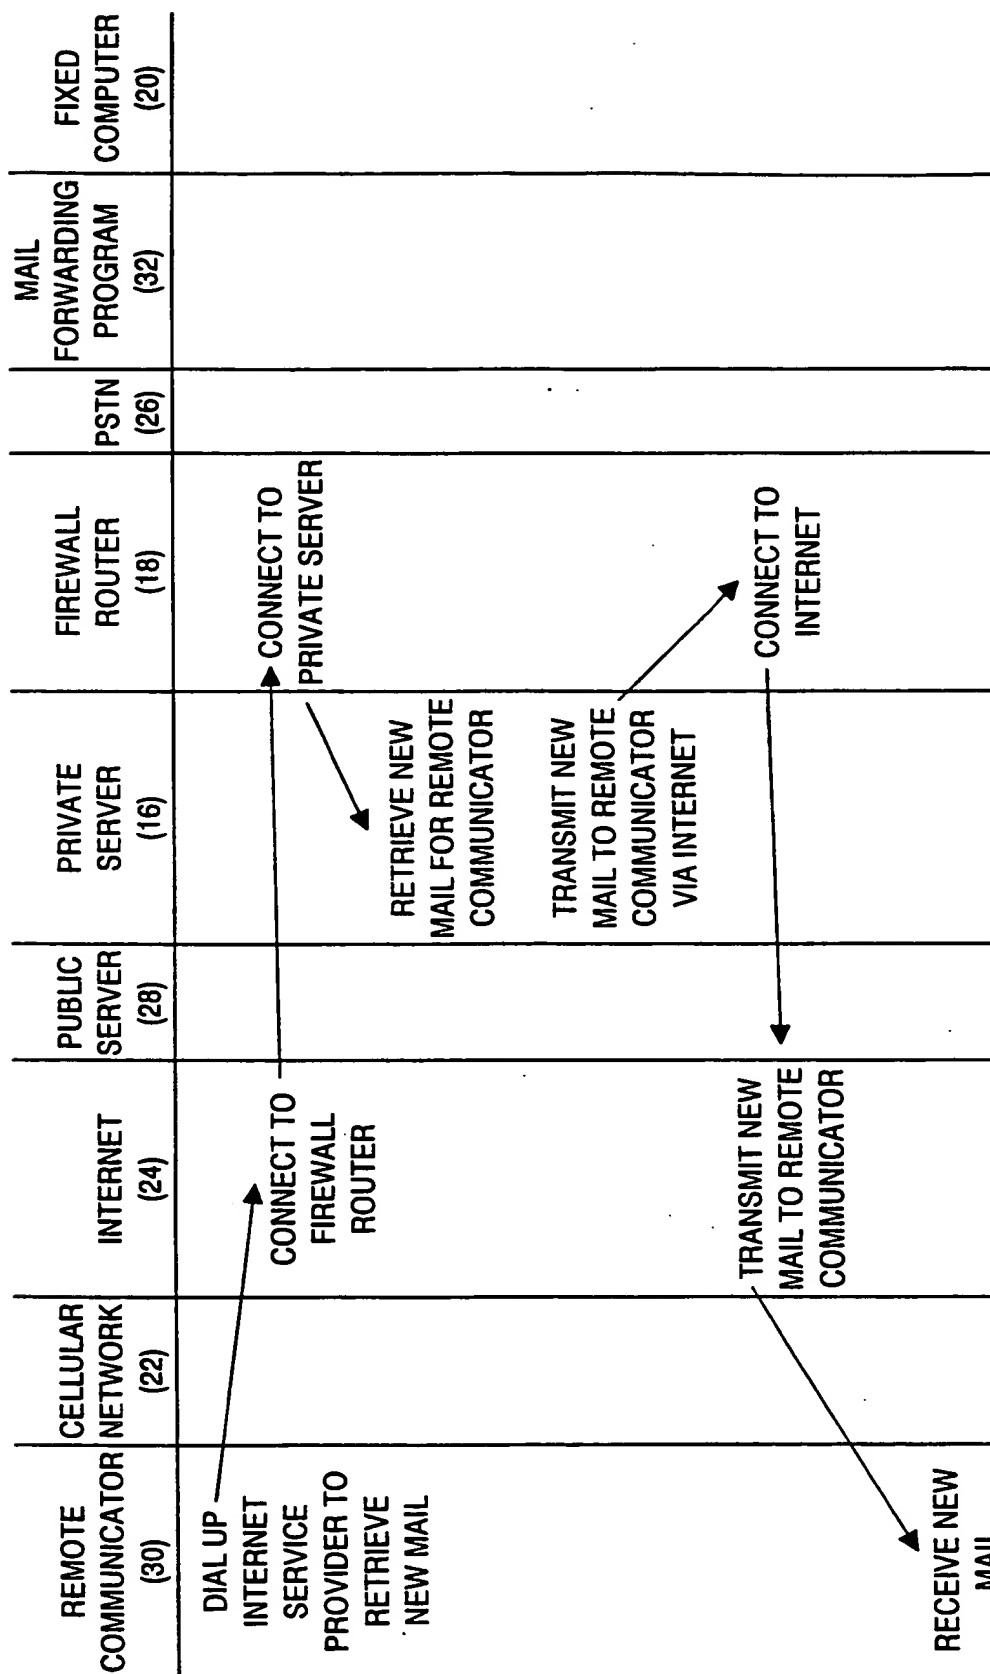 REMOTE
COMMUNICATOR
(30)
CELLULAR
NETWORK
(22)
INTERNET
(24)
PUBLIC
SERVER
(28)
PRIVATE
SERVER
(16)
FIREWALL
ROUTER
(18)
PSTN
(26)
MAIL
FORWARDING
PROGRAM
(32)
FIXED
COMPUTER
(20)
DIAL UP
INTERNET
SERVICE
PROVIDER TO
RETRIEVE
NEW MAIL
CONNECT TO
FIREWALL
ROUTER
CONNECT TO
PRIVATE SERVER
RETRIEVE NEW
MAIL FOR REMOTE
COMMUNICATOR
TRANSMIT NEW
MAIL TO REMOTE
COMMUNICATOR
VIA INTERNET
CONNECT TO
INTERNET
TRANSMIT NEW
MAIL TO REMOTE
COMMUNICATOR
RECEIVE NEW
MAIL